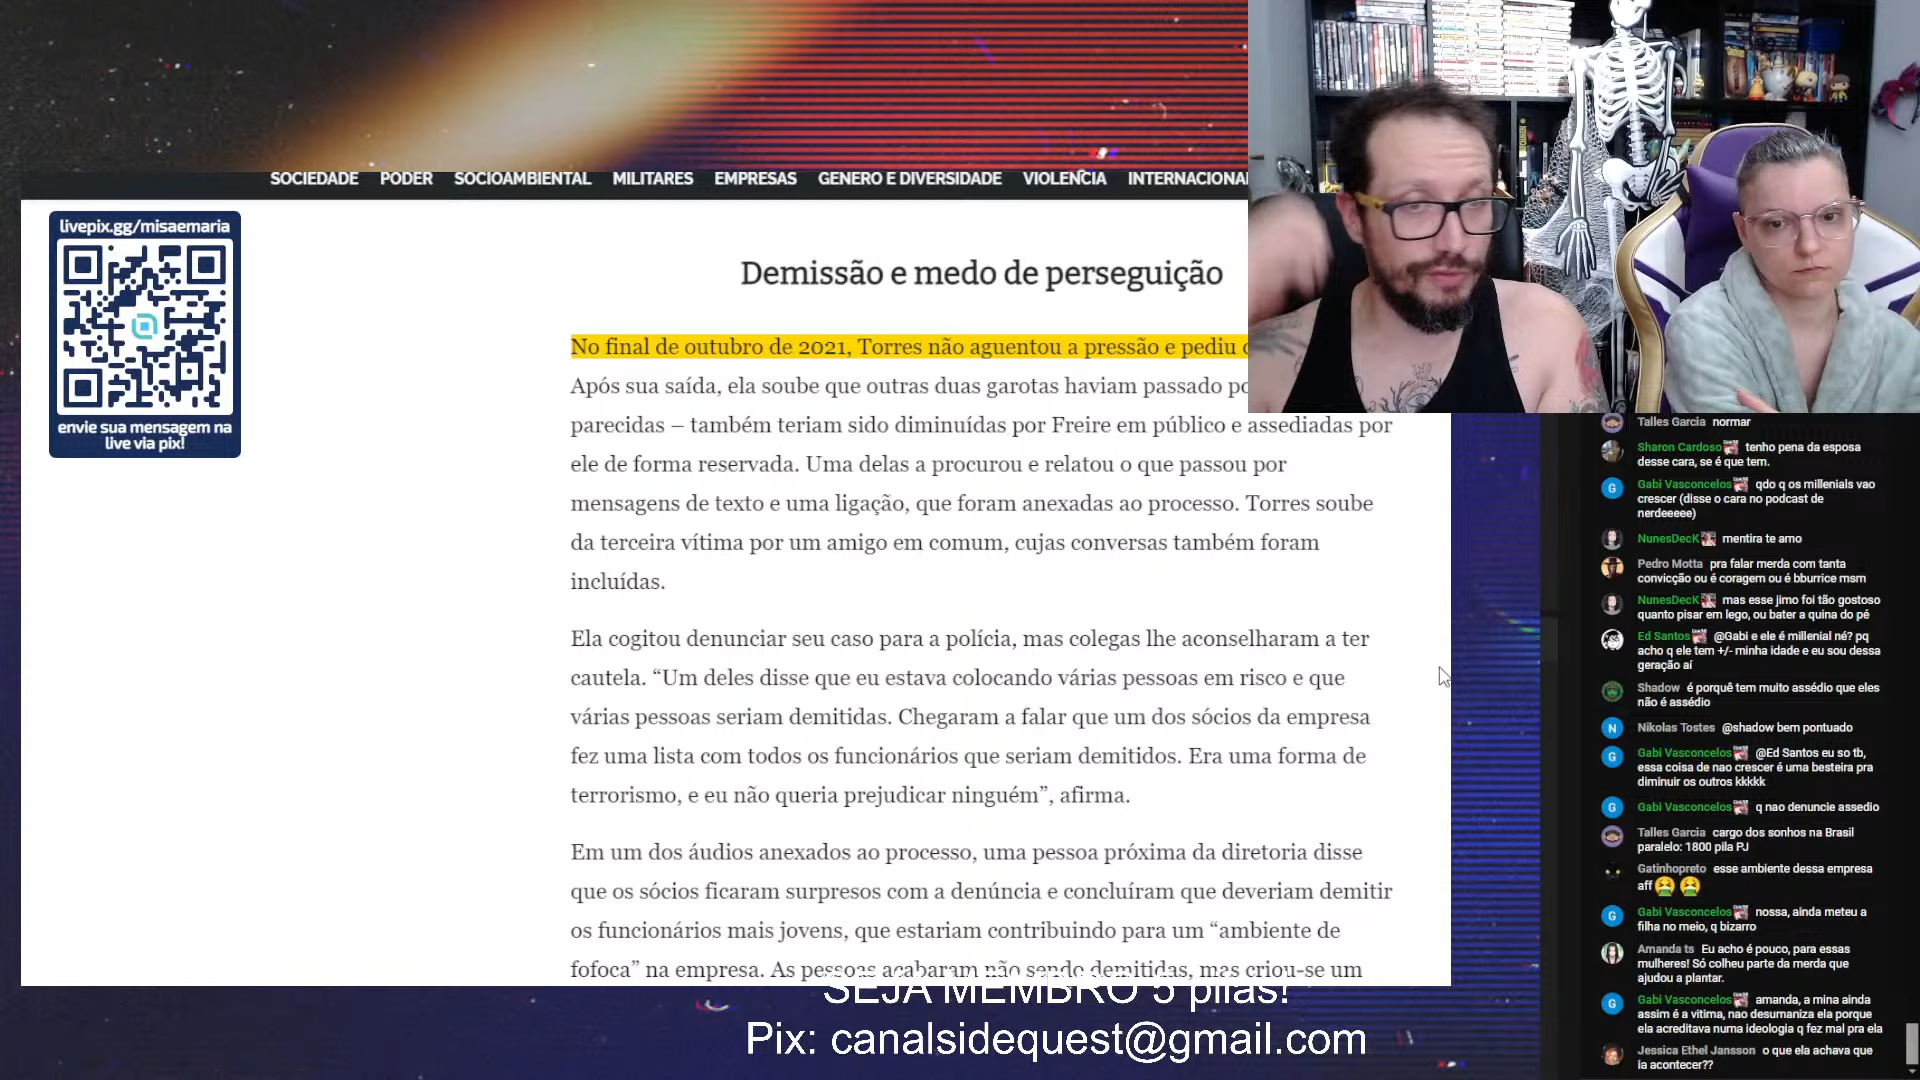 SOCIEDADE PODER SOCIOAMBIENTAL MILITARES EMPRESAS GENERO E DIVERSIDADE VIOLENCIA INTERNACIONA
livepix.gg/misaemaria
envie sua mensagem na
live via pix!
Demissão e medo de perseguição
No final de outubro de 2021, Torres não aguentou a pressão e pediu
Após sua saída, ela soube que outras duas garotas haviam passado po
parecidas – também teriam sido diminuídas por Freire em público e assediadas por
ele de forma reservada. Uma delas a procurou e relatou o que passou por
mensagens de texto e uma ligação, que foram anexadas ao processo. Torres soube
da terceira vítima por um amigo em comum, cujas conversas também foram
incluídas.
Ela cogitou denunciar seu caso para a polícia, mas colegas lhe aconselharam a ter
cautela. “Um deles disse que eu estava colocando várias pessoas em risco e que
várias pessoas seriam demitidas. Chegaram a falar que um dos sócios da empresa
fez uma lista com todos os funcionários que seriam demitidos. Era uma forma de
terrorismo, e eu não queria prejudicar ninguém”, afirma.
Em um dos áudios anexados ao processo, uma pessoa próxima da diretoria disse
que os sócios ficaram surpresos com a denúncia e concluíram que deveriam demitir
os funcionários mais jovens, que estariam contribuindo para um “ambiente de
fofoca” na empresa. As pessoas acabaram não sendo demitidas, mas criou-se um
SEJA MEMBRO 5 pilas!
Pix: canalsidequest@gmail.com
Talles Garcia normar
Sharon Cardoso tenho pena da esposa
desse cara, se é que tem.
Gabi Vasconcelos qdo q os millenials vao
crescer (disse o cara no podcast de
nerdeeeee)
NunesDecK mentira te amo
Pedro Motta pra falar merda com tanta
convicção ou é coragem ou é bburrice msm
NunesDecK mas esse jimo foi tão gostoso
quanto pisar em lego, ou bater a quina do pé
Ed Santos @Gabi e ele é millenial né? pq
acho q ele tem +/- minha idade e eu sou dessa
geração aí
Shadow é porquê tem muito assédio que eles
não é assédio
Nikolas Tostes @shadow bem pontuado
Gabi Vasconcelos @Ed Santos eu so tb,
essa coisa de nao crescer é uma besteira pra
diminuir os outros kkkkk
Gabi Vasconcelos q nao denuncie assedio
Talles Garcia cargo dos sonhos na Brasil
paralelo: 1800 pila PJ
Gatinhopreto esse ambiente dessa empresa
aff
Gabi Vasconcelos nossa, ainda meteu a
filha no meio, q bizarro
Amanda ts Eu acho é pouco, para essas
mulheres! Só colheu parte da merda que
ajudou a plantar.
Gabi Vasconcelos amanda, a mina ainda
assim é a vitima, nao desumaniza ela porque
ela acreditava numa ideologia q fez mal pra ela
Jessica Ethel Jansson o que ela achava que
ia acontecer??